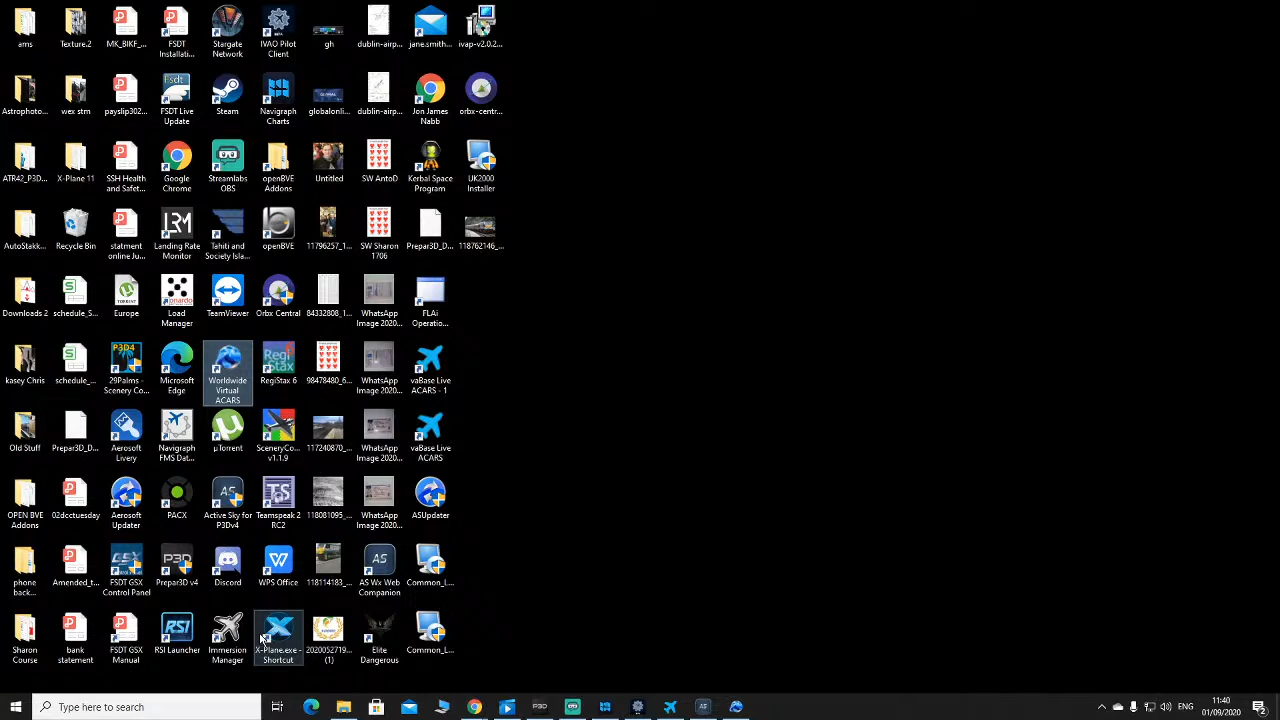 ams
Texture.2
MK_BIKF_...
FSDT
Installati...
Stargate
Network
IVAO Pilot
Client
gh
dublin-airp...
jane.smith...
ivap-v2.0.2...
Astrophoto...
wex stm
payslip302...
FSDT Live
Update
Steam
Navigraph
Charts
globalonli...
dublin-airp...
Jon James
Nabb
orbx-centr...
ATR42_P3D...
X-Plane 11
SSH Health
and Safet...
Google
Chrome
Streamlabs
OBS
openBVE
Addons
Untitled
SW AntoD
Kerbal Space
Program
UK2000
Installer
AutoStakk...
Recycle Bin
statment
online Ju...
Landing Rate
Monitor
Tahiti and
Society Isla...
openBVE
11796257_1...
SW Sharon
1706
Prepar3D_D...
118762146_...
Downloads 2
schedule_S...
Europe
Load
Manager
TeamViewer
Orbx Central
84332808_1...
WhatsApp
Image 2020...
FLAi
Operatio...
kasey Chris
schedule_...
29Palms -
Scenery Co...
Microsoft
Edge
Worldwide
Virtual
ACARS
RegiStax 6
98478480_6...
WhatsApp
Image 2020...
vaBase Live
ACARS - 1
Old Stuff
Prepar3D_D...
Aerosoft
Livery
Navigraph
FMS Dat...
µTorrent
SceneryCo...
v1.1.9
117240870_...
WhatsApp
Image 2020...
vaBase Live
ACARS
OPEN BVE
Addons
02dcctuesday
Aerosoft
Updater
PACX
Active Sky for
P3Dv4
Teamspeak 2
RC2
118081095_...
WhatsApp
Image 2020...
ASUpdater
phone
back...
Amended_t...
FSDT GSX
Control Panel
Prepar3D v4
Discord
WPS Office
118114183_...
AS Wx Web
Companion
Common_L...
Sharon
Course
bank
statement
FSDT GSX
Manual
RSI Launcher
Immersion
Manager
X-Plane.exe -
Shortcut
2020052719...
(1)
Elite
Dangerous
Common_L...
Type here to search
ENG
11:40
01/09/2020